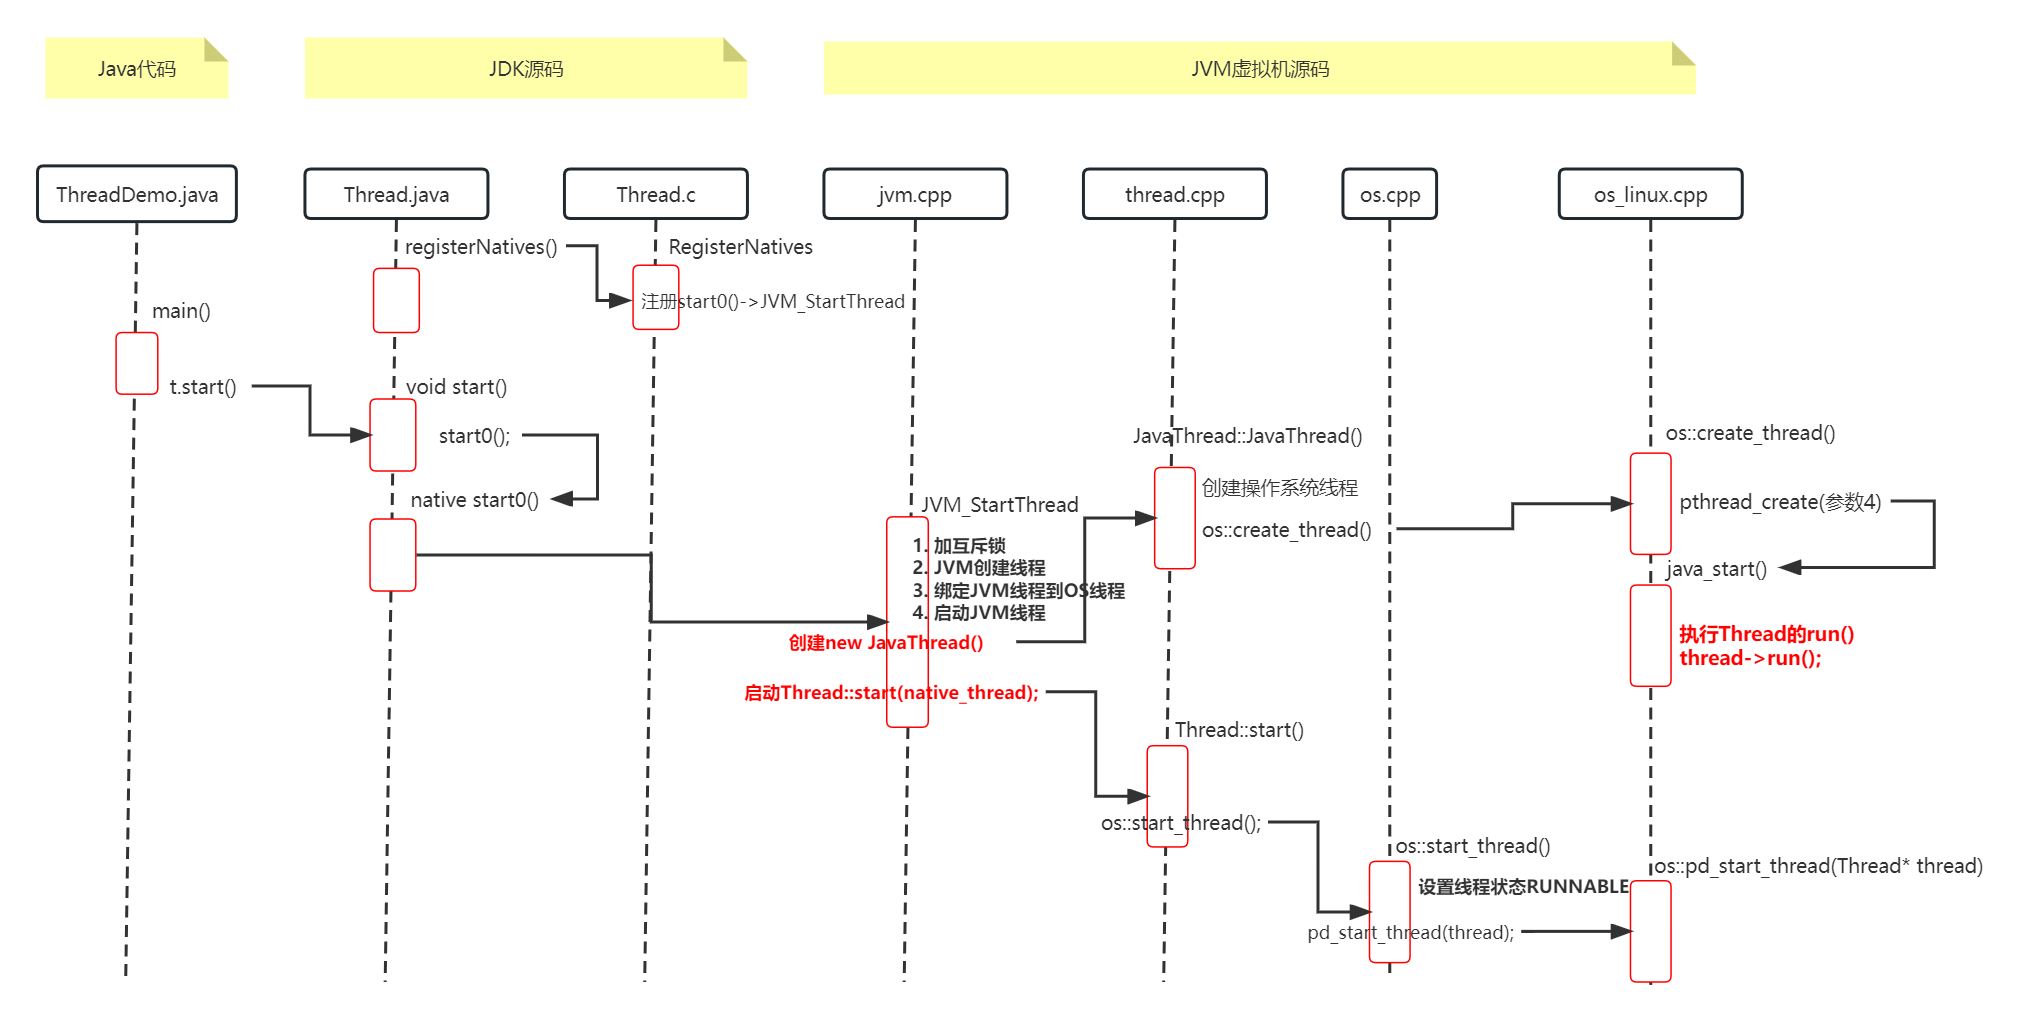 Java代码
JDK源码
JVM虚拟机源码
ThreadDemo.java
Thread.java
Thread.c
jvm.cpp
thread.cpp
os.cpp
os_linux.cpp
registerNatives()
RegisterNatives
注册start0()->JVM_StartThread
main()
t.start()
void start()
start0();
native start0()
JavaThread::JavaThread()
创建操作系统线程
os::create_thread()
os::create_thread()
pthread_create(参数4)
java_start()
执行Thread的run()
thread->run();
JVM_StartThread
1. 加互斥锁
2. JVM创建线程
3. 绑定JVM线程到OS线程
4. 启动JVM线程
创建new JavaThread()
启动Thread::start(native_thread);
Thread::start()
os::start_thread();
os::start_thread()
设置线程状态RUNNABLE
pd_start_thread(thread);
os::pd_start_thread(Thread* thread)